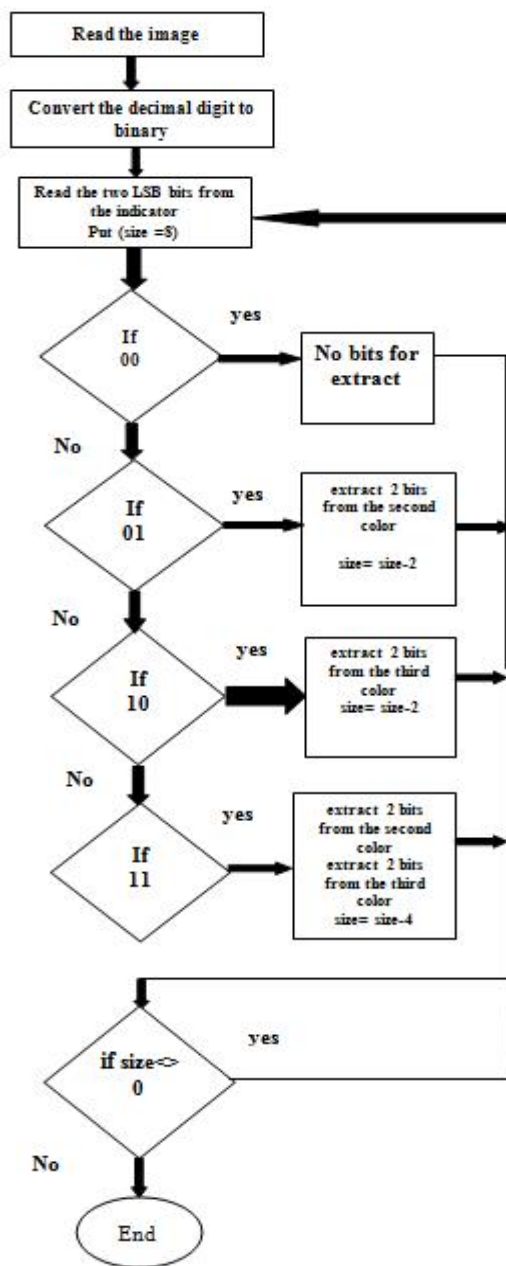 Read the image
Convert the decimal digit to
binary
Read the two LSB bits from
the indicator
Put (size =8)
If
00
yes
No bits for
extract
No
If
01
yes
extract 2 bits
from the second
color
size= size-2
No
If
10
yes
extract 2 bits
from the third
color
size= size-2
No
If
11
yes
extract 2 bits
from the second
color
extract 2 bits
from the third
color
size= size-4
if size<>
0
yes
No
End